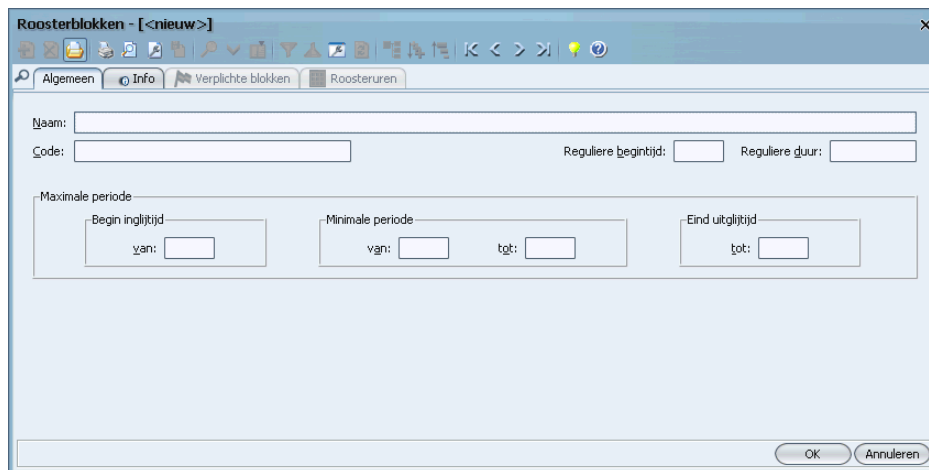 Roosterblokken - [<nieuw>]
Algemeen Info Verplichte blokken Roosteruren
Naam:
Code: Reguliere begintijd: Reguliere duur:
Maximale periode
Begin inglijtijd Minimale periode Eind uitglijtijd
van: van: tot: tot:
OK Annuleren